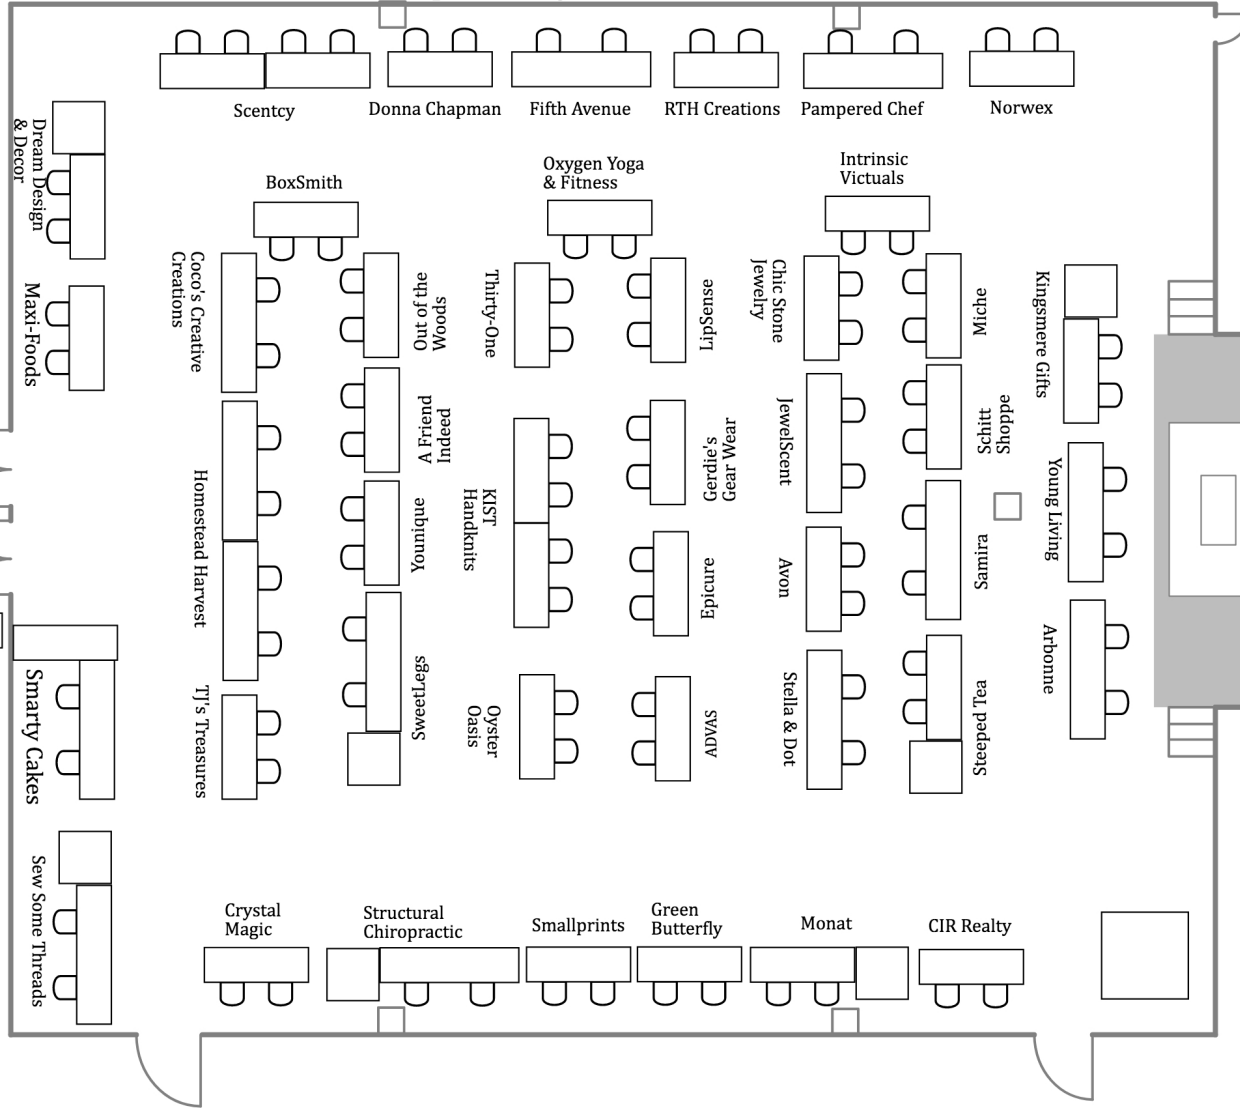 Scentcy
Donna Chapman
Fifth Avenue
RTH Creations
Pampered Chef
Norwex
Dream Design
& Decor
Maxi-Foods
Smarty Cakes
Sew Some Threads
BoxSmith
Coco's Creative
Creations
Homestead Harvest
TJ's Treasures
Out of the
Woods
A Friend
Indeed
Younique
SweetLegs
Oxygen Yoga
& Fitness
Thirty-One
KIST
Handknits
Oyster
Oasis
LipSense
Gerdie's
Gear Wear
Epicure
ADVAS
Intrinsic
Victuals
Chic Stone
Jewelry
JewelScent
Avon
Stella & Dot
Miche
Schitt
Shoppe
Samira
Steeped Tea
Kingsmere Gifts
Young Living
Arbonne
Crystal
Magic
Structural
Chiropractic
Smallprints
Green
Butterfly
Monat
CIR Realty